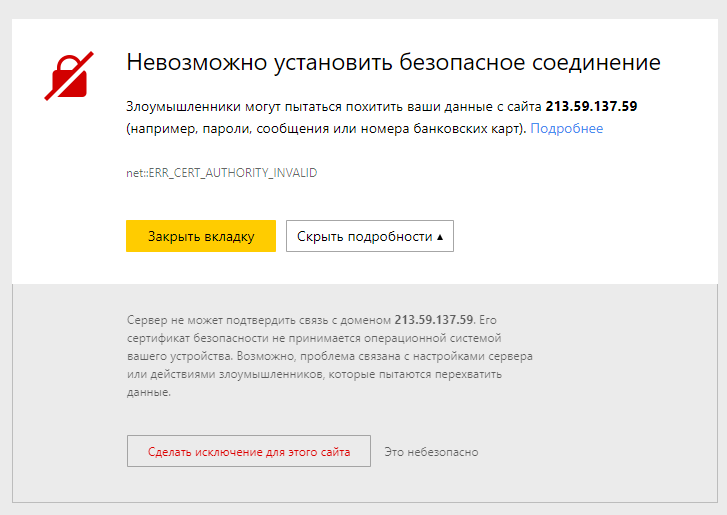 Невозможно установить безопасное соединение
Злоумышленники могут пытаться похитить ваши данные с сайта 213.59.137.59
(например, пароли, сообщения или номера банковских карт). Подробнее
net::ERR_CERT_AUTHORITY_INVALID
Закрыть вкладку
Скрыть подробности ▴
Сервер не может подтвердить связь с доменом 213.59.137.59. Его
сертификат безопасности не принимается операционной системой
вашего устройства. Возможно, проблема связана с настройками сервера
или действиями злоумышленников, которые пытаются перехватить
данные.
Сделать исключение для этого сайта
Это небезопасно